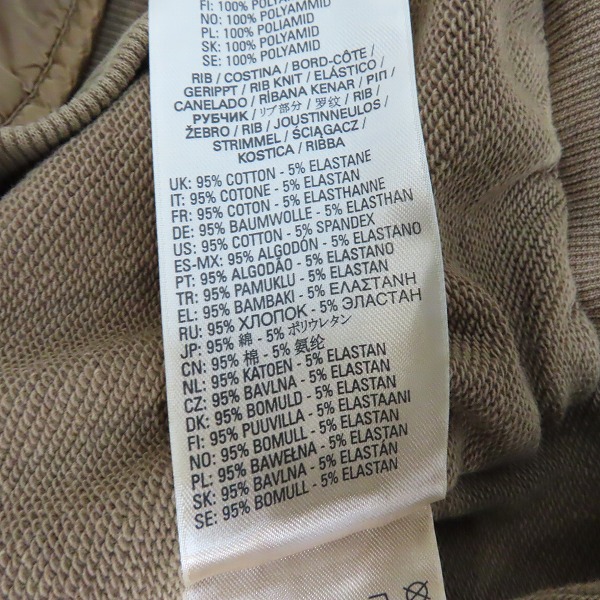 FI: 100% POLYAMIDI
NO: 100% POLYAMMID
PL: 100% POLIAMID
SK: 100% POLYAMID
SE: 100% POLYAMID
RIB / COSTINA / BORD-CÔTE /
GERIPPT / RIB KNIT / ELÁSTICO /
CANELADO / RİBANA KENAR / ΡΙΠ /
РУБЧИК / リブ部分 / 罗纹 / RIB /
ŽEBRO / RIB / JOUSTINNEULOS /
STRIMMEL / ŚCIĄGACZ /
KOSTICA / RIBBA
UK: 95% COTTON - 5% ELASTANE
IT: 95% COTONE - 5% ELASTAN
FR: 95% COTON - 5% ELASTHANNE
DE: 95% BAUMWOLLE - 5% ELASTHAN
US: 95% COTTON - 5% SPANDEX
ES-MX: 95% ALGODÓN - 5% ELASTANO
PT: 95% ALGODÃO - 5% ELASTANO
TR: 95% PAMUKLU - 5% ELASTAN
EL: 95% ΒΑΜΒΑΚΙ - 5% ΕΛΑΣΤΑΝΗ
RU: 95% ХЛОПОК - 5% ЭЛАСТАН
JP: 95% 綿 - 5% ポリウレタン
CN: 95% 棉 - 5% 氨纶
NL: 95% KATOEN - 5% ELASTAN
CZ: 95% BAVLNA - 5% ELASTAN
DK: 95% BOMULD - 5% ELASTAN
FI: 95% PUUVILLA - 5% ELASTAANI
NO: 95% BOMULL - 5% ELASTAN
PL: 95% BAWEŁNA - 5% ELASTAN
SK: 95% BAVLNA - 5% ELASTÁN
SE: 95% BOMULL - 5% ELASTAN